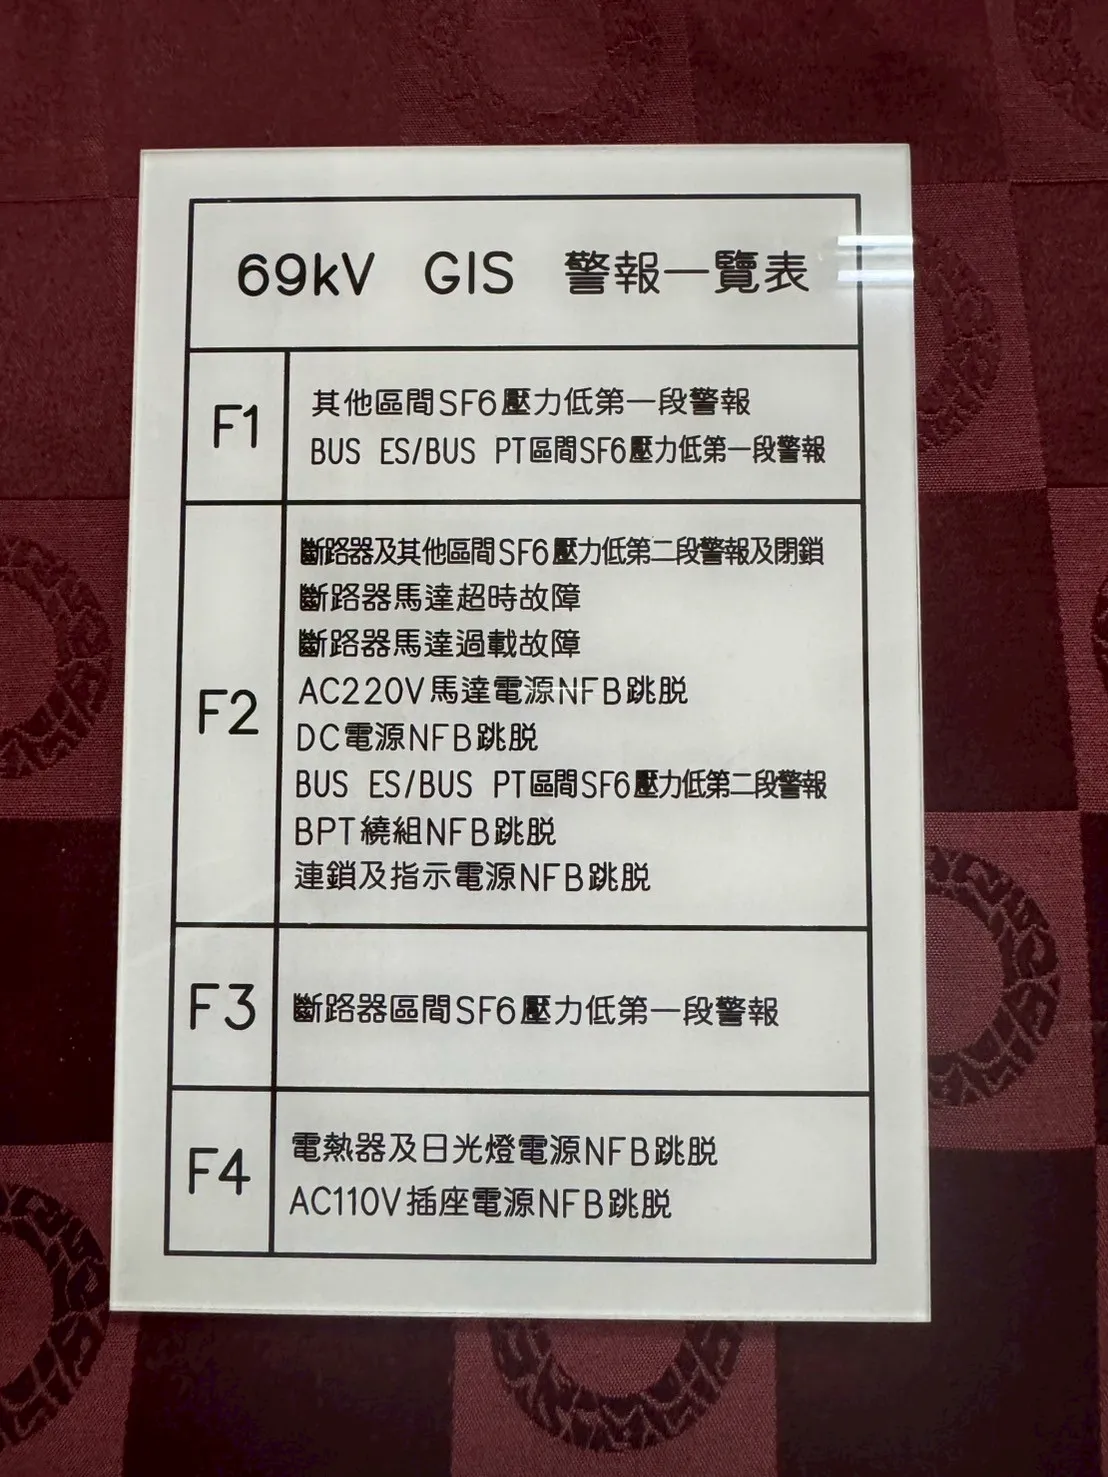 69kV GIS 警報一覽表
F1
其他區間SF6壓力低第一段警報
BUS ES/BUS PT區間SF6壓力低第一段警報
F2
斷路器及其他區間SF6壓力低第二段警報及閉鎖
斷路器馬達超時故障
斷路器馬達過載故障
AC220V馬達電源NFB跳脫
DC電源NFB跳脫
BUS ES/BUS PT區間SF6壓力低第二段警報
BPT繞組NFB跳脫
連鎖及指示電源NFB跳脫
F3
斷路器區間SF6壓力低第一段警報
F4
電熱器及日光燈電源NFB跳脫
AC110V插座電源NFB跳脫